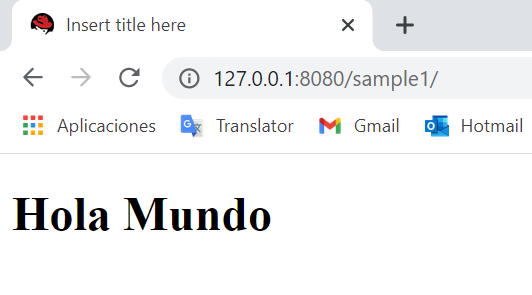 Insert title here
127.0.0.1:8080/sample1/
Aplicaciones Translator Gmail Hotmail
Hola Mundo